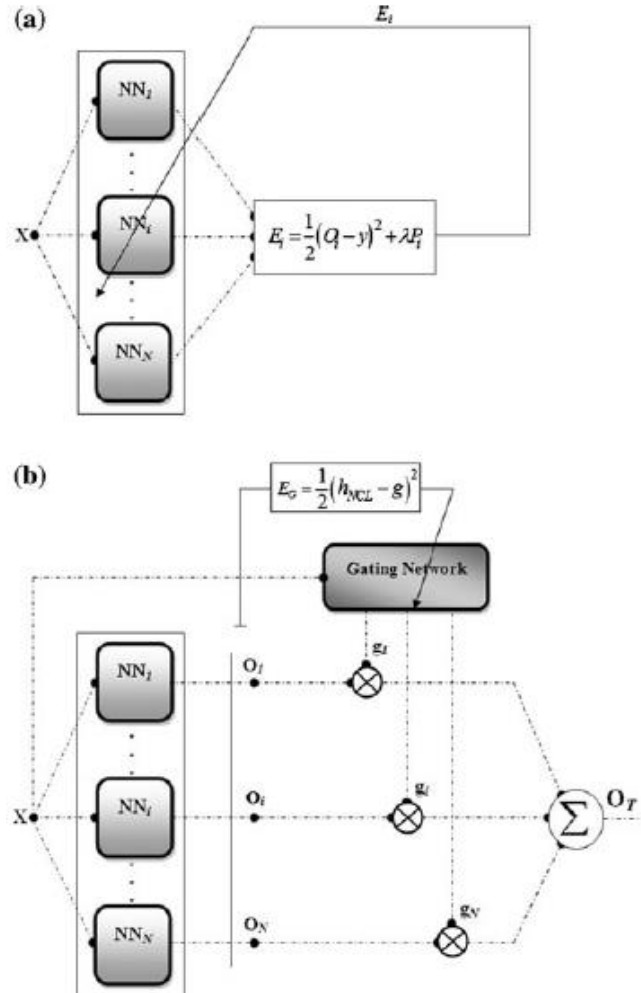 (a)
E_i
NN_1
NN_i
X
E_i = 1/2 (O_i − y)^2 + λP_i
NN_N
(b)
E_G = 1/2 (h_NCL − g)^2
Gating Network
NN_1
O_1
g_1
NN_i
O_i
g_i
X
Σ
O_T
NN_N
O_N
g_N